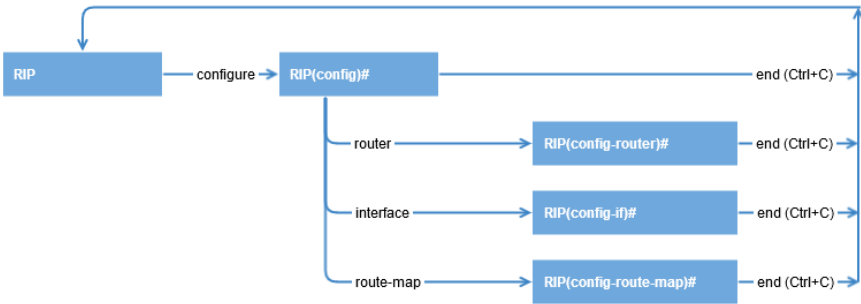 RIP
configure
RIP(config)#
end (Ctrl+C)
router
RIP(config-router)#
end (Ctrl+C)
interface
RIP(config-if)#
end (Ctrl+C)
route-map
RIP(config-route-map)#
end (Ctrl+C)